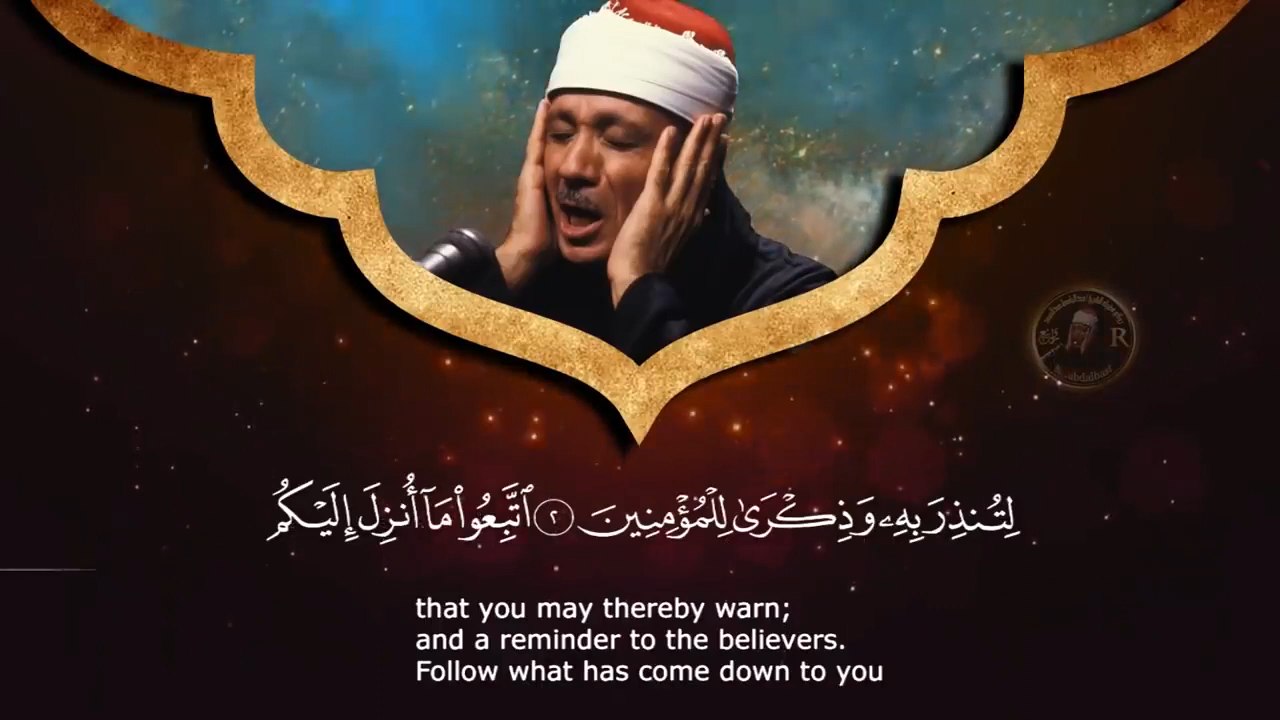 لِتُنذِرَ بِهِۦ وَذِكْرَىٰ لِلْمُؤْمِنِينَ ٢ ٱتَّبِعُوا۟ مَآ أُنزِلَ إِلَيْكُم
R
that you may thereby warn;
and a reminder to the believers.
Follow what has come down to you